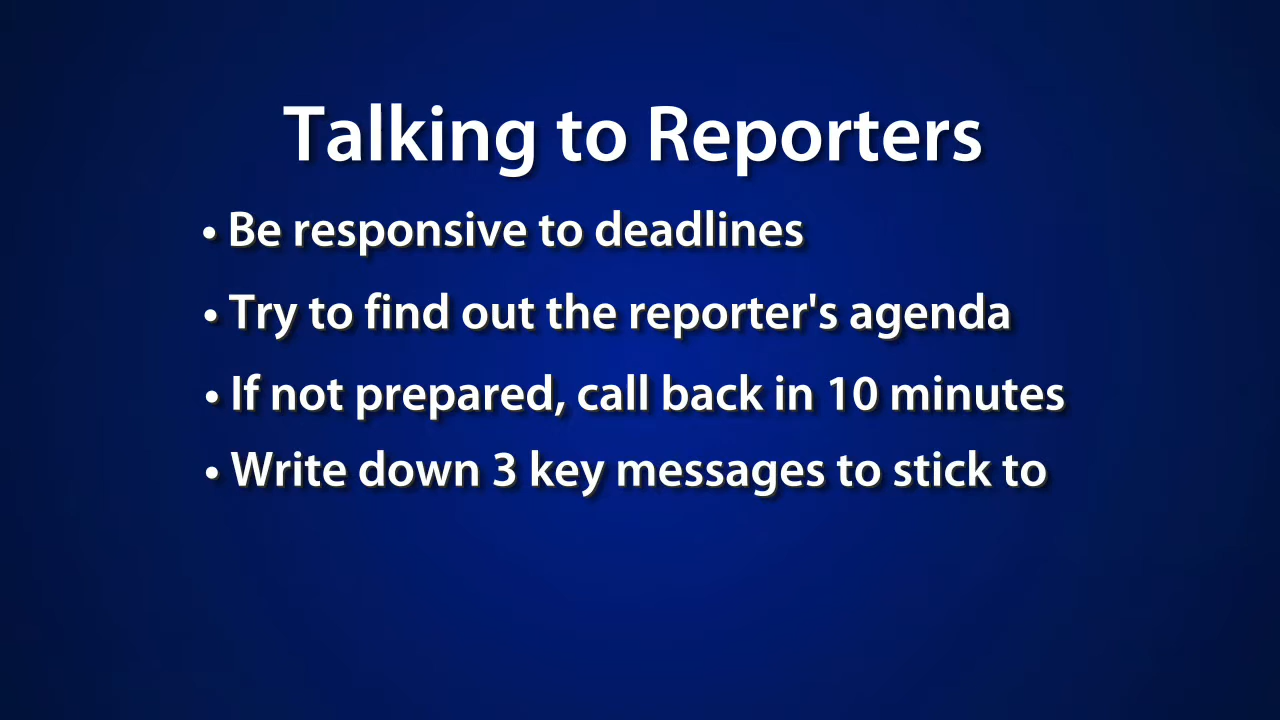 Talking to Reporters
• Be responsive to deadlines
• Try to find out the reporter's agenda
• If not prepared, call back in 10 minutes
• Write down 3 key messages to stick to